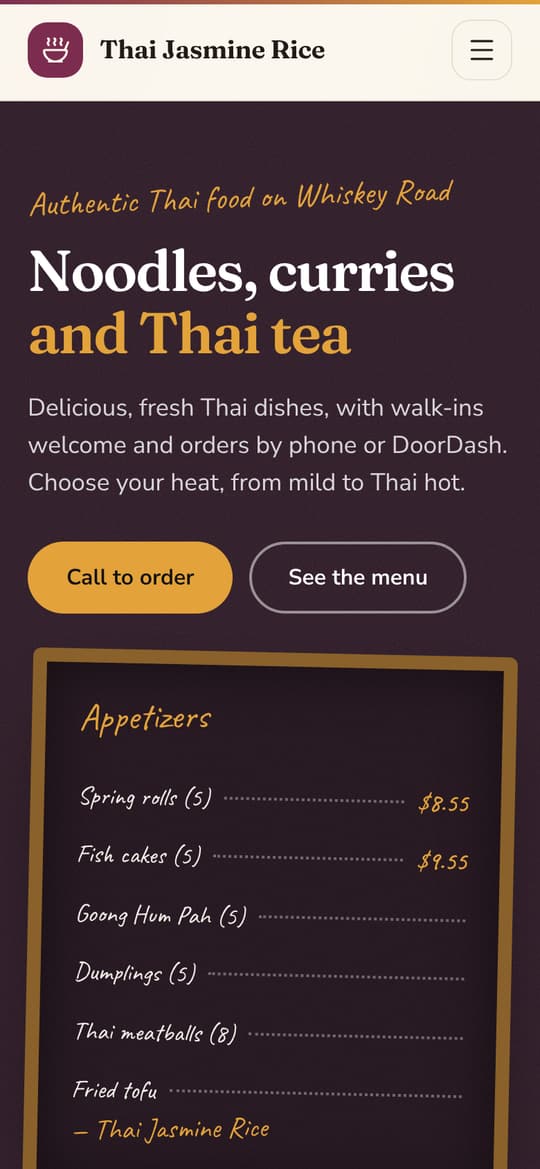 Thai Jasmine Rice
Authentic Thai food on Whiskey Road
Noodles, curries
and Thai tea
Delicious, fresh Thai dishes, with walk-ins
welcome and orders by phone or DoorDash.
Choose your heat, from mild to Thai hot.
Call to order
See the menu
Appetizers
Spring rolls (5) $8.55
Fish cakes (5) $9.55
Goong Hum Pah (5)
Dumplings (5)
Thai meatballs (8)
Fried tofu
— Thai Jasmine Rice